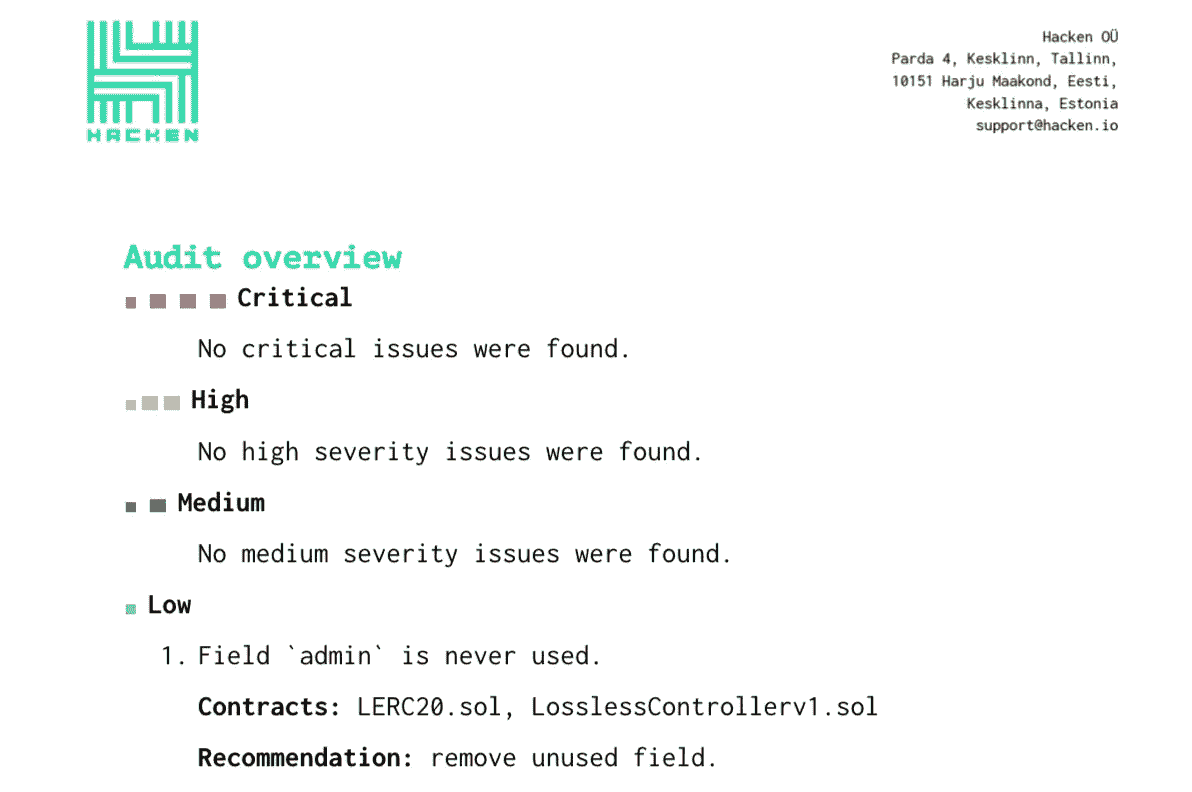 HACKEN
Hacken OÜ
Parda 4, Kesklinn, Tallinn,
10151 Harju Maakond, Eesti,
Kesklinna, Estonia
support@hacken.io
Audit overview
Critical
No critical issues were found.
High
No high severity issues were found.
Medium
No medium severity issues were found.
Low
1. Field `admin` is never used.
Contracts: LERC20.sol, LosslessControllerv1.sol
Recommendation: remove unused field.